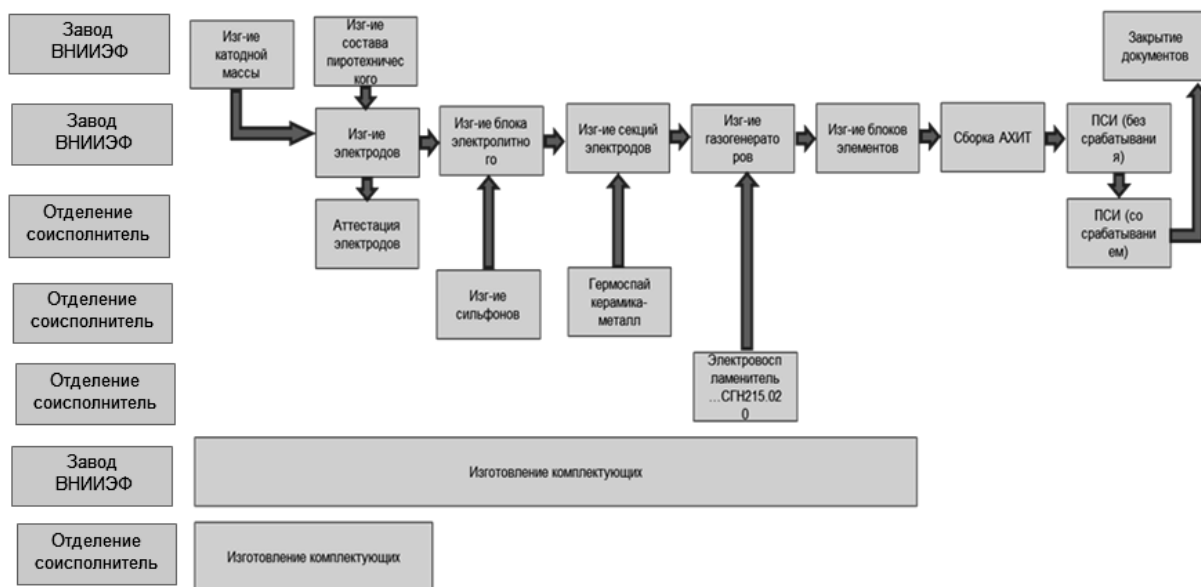 Завод
ВНИИЭФ
Изг-ие
катодной
массы
Изг-ие
состава
пиротехничес
кого
Закрытие
документов
Завод
ВНИИЭФ
Изг-ие
электродов
Изг-ие блока
электролитно
го
Изг-ие секций
электродов
Изг-ие
газогенерато
ров
Изг-ие блоков
элементов
Сборка АХИТ
ПСИ (без
срабатывани
я)
Отделение
соисполнитель
Аттестация
электродов
ПСИ (со
срабатывани
ем)
Отделение
соисполнитель
Изг-ие
сильфонов
Гермоспай
керамика-
металл
Отделение
соисполнитель
Электровосп
ламенитель
...СГН215.02
0
Завод
ВНИИЭФ
Изготовление комплектующих
Отделение
соисполнитель
Изготовление комплектующих